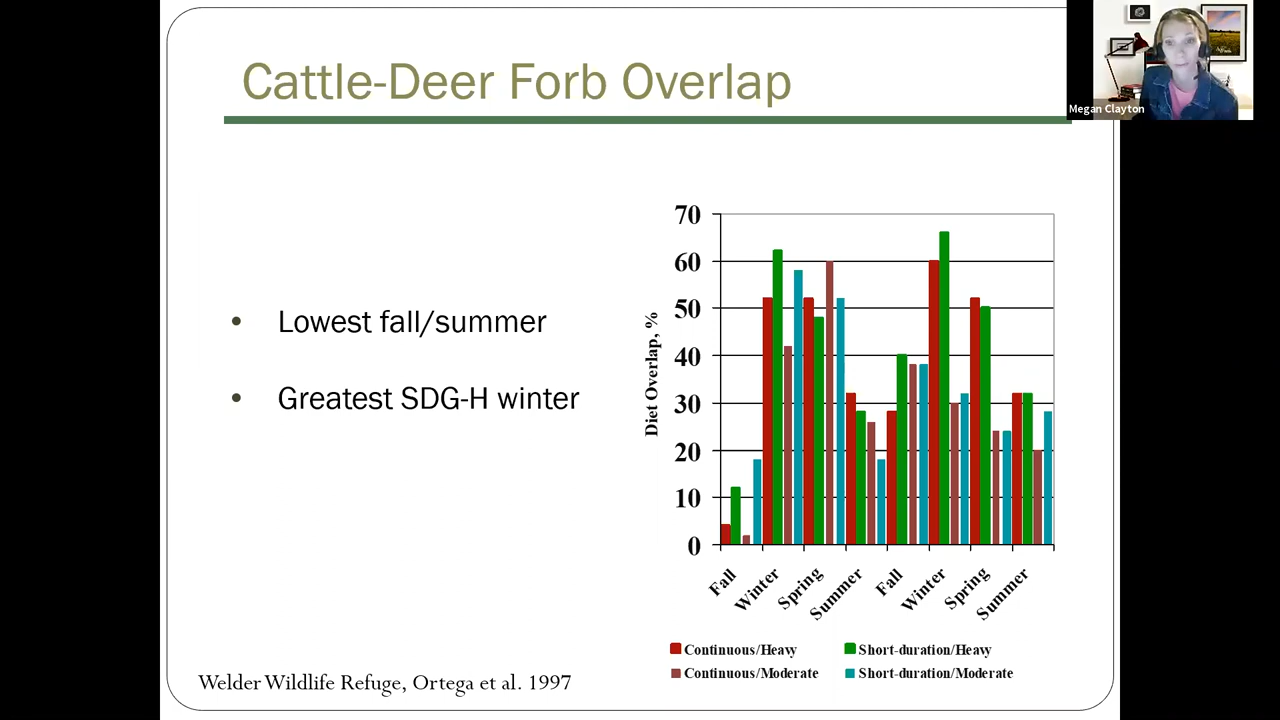 Cattle-Deer Forb Overlap
Megan Clayton
• Lowest fall/summer
• Greatest SDG-H winter
Diet Overlap, %
70
60
50
40
30
20
10
0
Fall
Winter
Spring
Summer
Fall
Winter
Spring
Summer
Continuous/Heavy
Short-duration/Heavy
Continuous/Moderate
Short-duration/Moderate
Welder Wildlife Refuge, Ortega et al. 1997